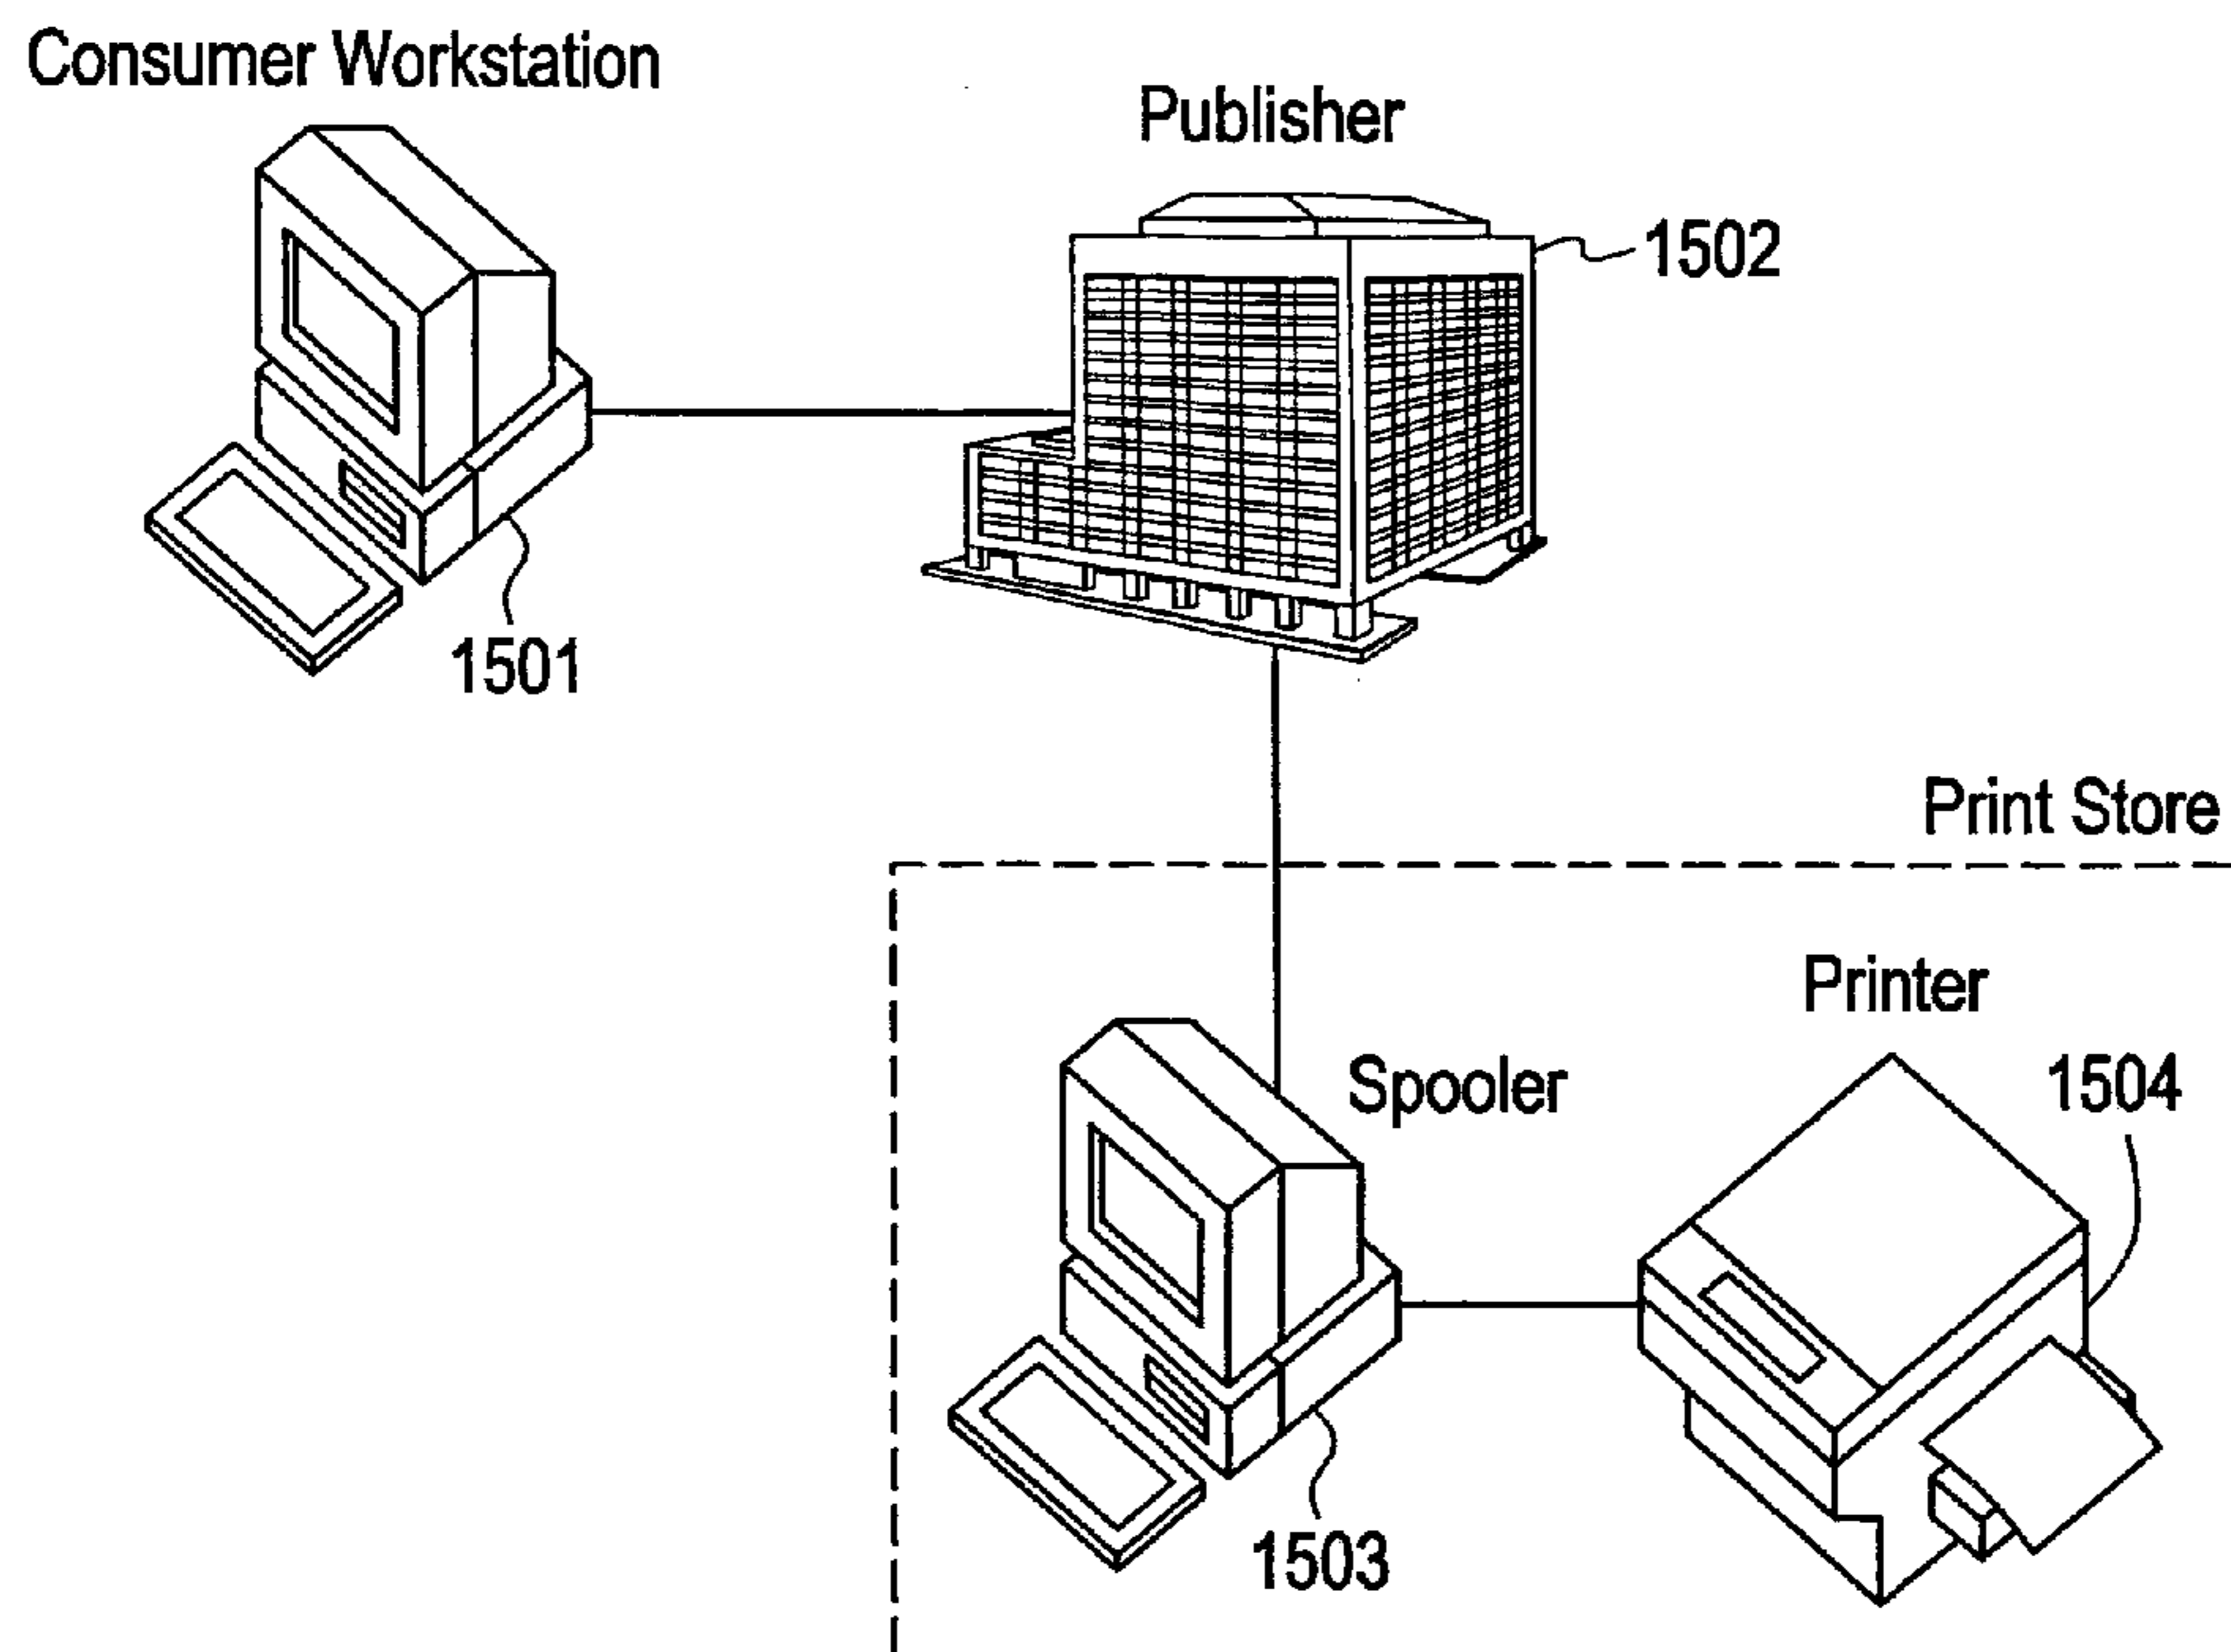 Consumer Workstation
Publisher
1502
1501
Print Store
Printer
Spooler
1504
1503